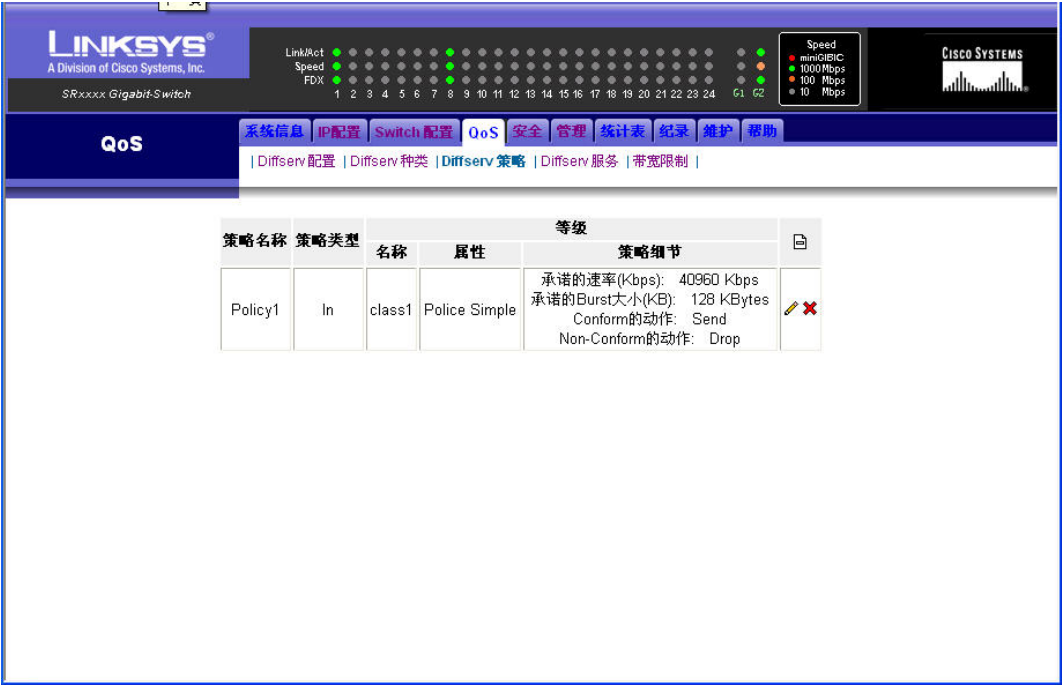 LINKSYS®
A Division of Cisco Systems, Inc.
SRxxxx Gigabit-Switch
Link/Act
Speed
FDX
1 2 3 4 5 6 7 8 9 10 11 12 13 14 15 16 17 18 19 20 21 22 23 24 G1 G2
Speed
miniGIBIC
1000Mbps
100 Mbps
10 Mbps
CISCO SYSTEMS
QoS
系统信息 IP配置 Switch 配置 QoS 安全 管理 统计表 纪录 维护 帮助
| Diffserv 配置 | Diffserv 种类 | Diffserv 策略 | Diffserv 服务 | 带宽限制 |
策略名称 策略类型 等级
名称 属性 策略细节
Policy1 In class1 Police Simple
承诺的速率(Kbps): 40960 Kbps
承诺的Burst大小(KB): 128 KBytes
Conform的动作: Send
Non-Conform的动作: Drop